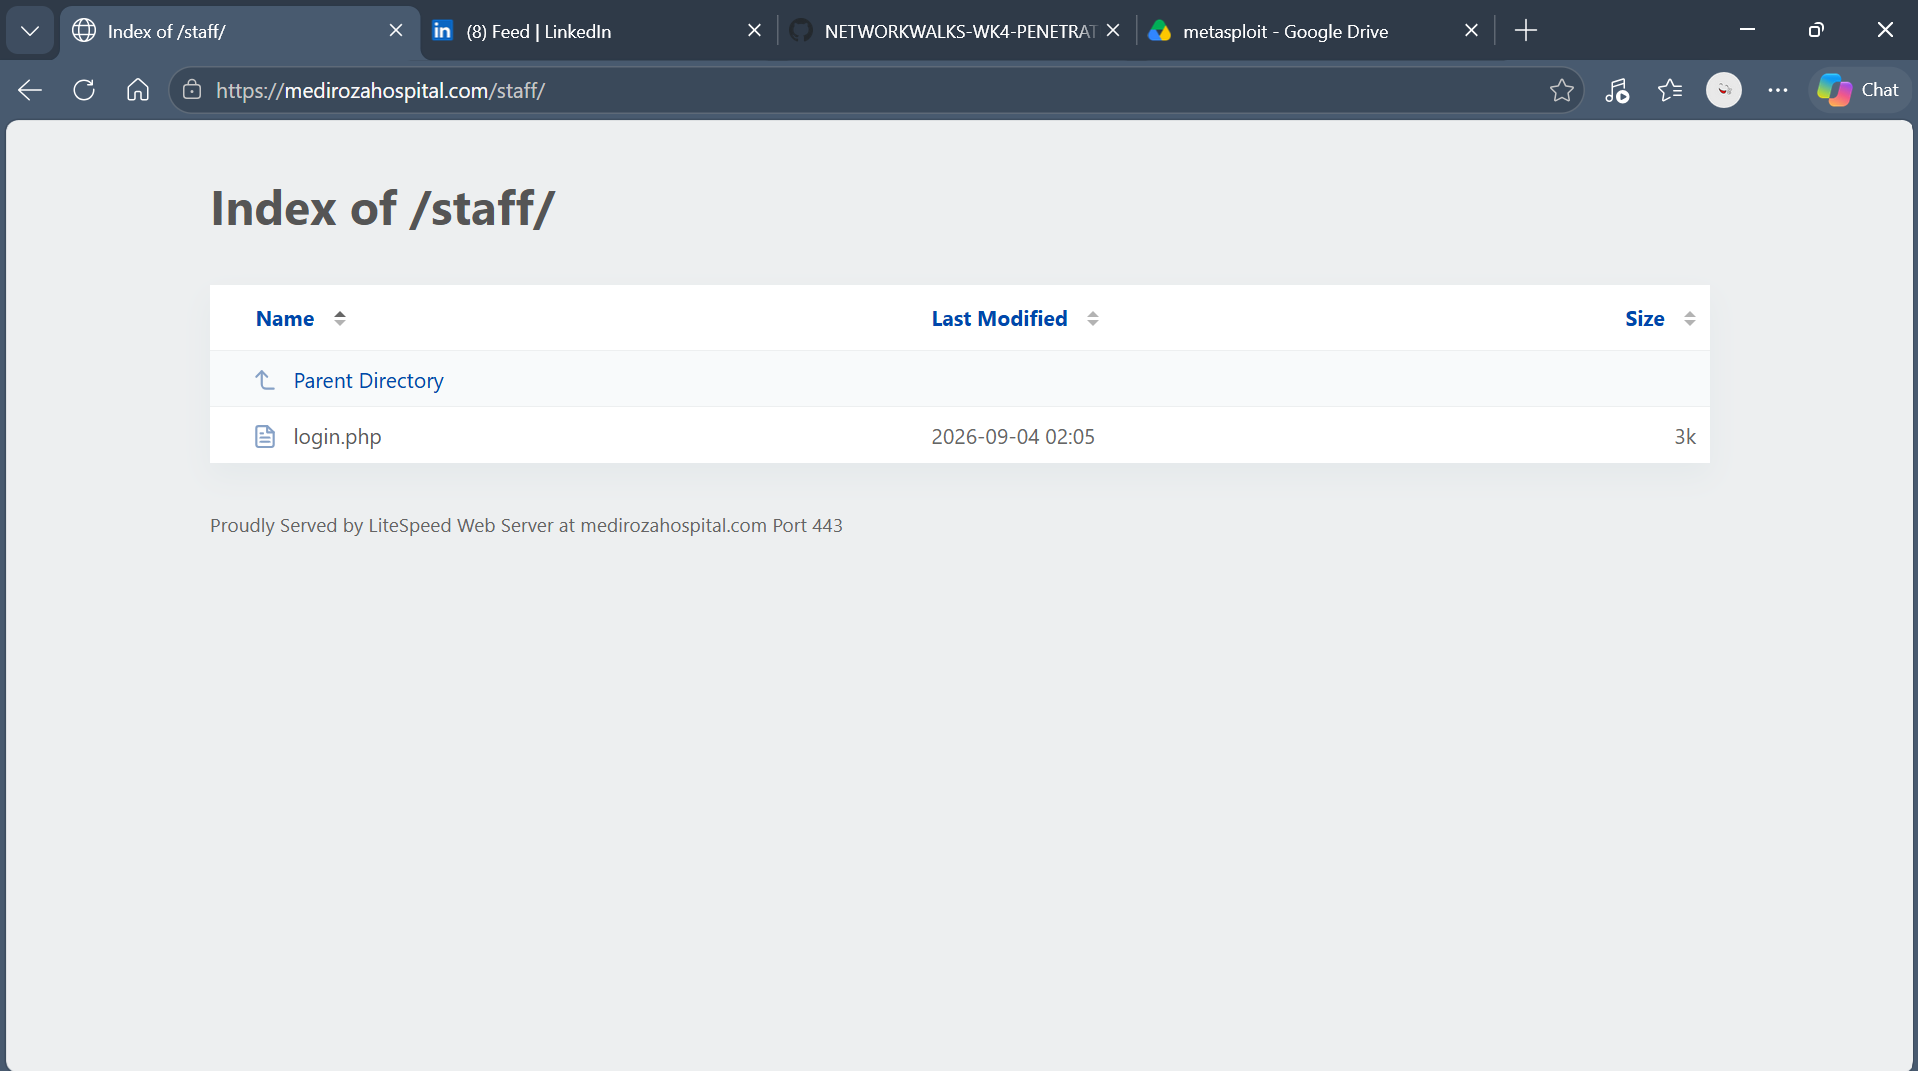 Index of /staff/
(8) Feed | LinkedIn
NETWORKWALKS-WK4-PENETRAT
metasploit - Google Drive
https://medirozahospital.com/staff/
Chat
Index of /staff/
Name Last Modified Size
Parent Directory
login.php 2026-09-04 02:05 3k
Proudly Served by LiteSpeed Web Server at medirozahospital.com Port 443